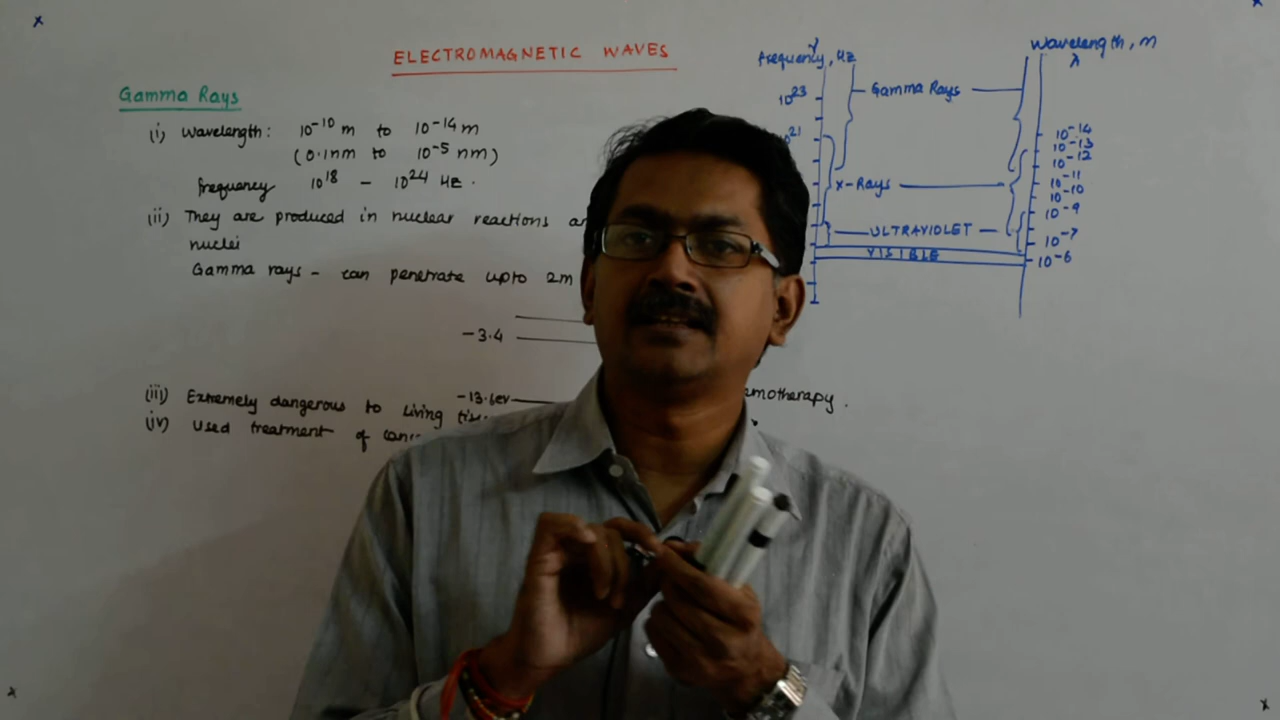 ELECTROMAGNETIC WAVES
Gamma Rays
(i) Wavelength: 10⁻¹⁰ m to 10⁻¹⁴ m
(0.1nm to 10⁻⁵ nm)
frequency 10¹⁸ – 10²⁴ Hz.
(ii) They are produced in nuclear reactions
nuclei
Gamma rays – can penetrate upto 2m
–3.4
–13.6ev
(iii) Extremely dangerous to living
emotherapy.
(iv) Used treatment of
ν
frequency, Hz
10²³
10²¹
Gamma Rays
X-Rays
ULTRAVIOLET
VISIBLE
Wavelength, m
λ
10⁻¹⁴
10⁻¹³
10⁻¹²
10⁻¹¹
10⁻¹⁰
10⁻⁹
10⁻⁷
10⁻⁶